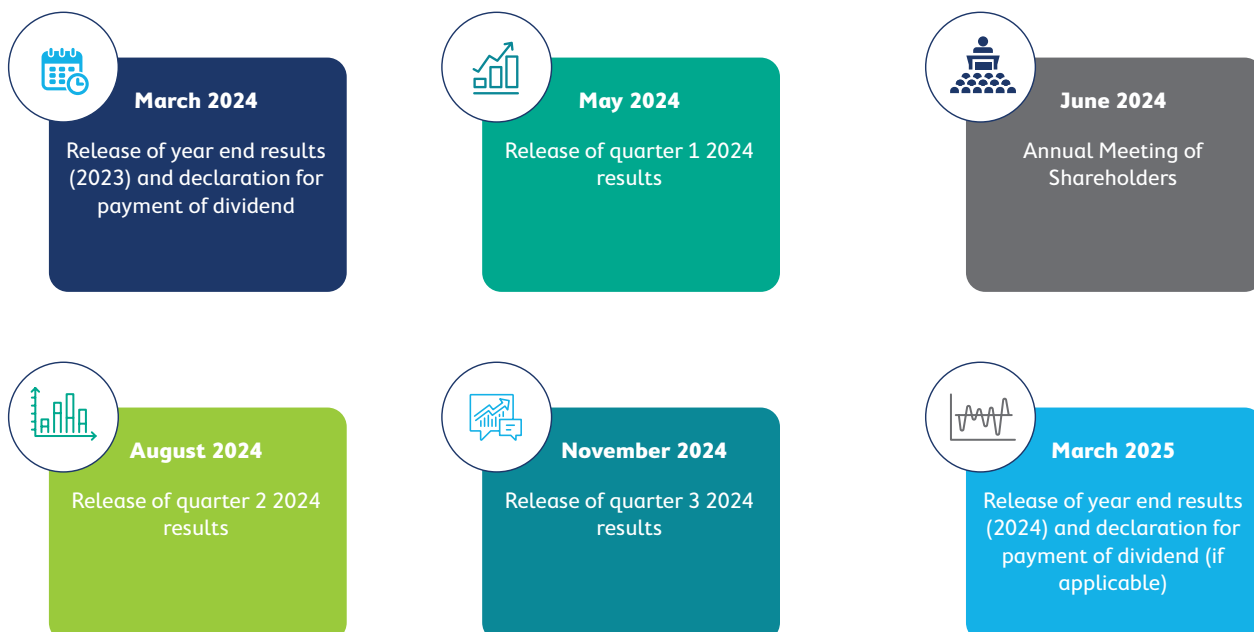 March 2024
Release of year end results
(2023) and declaration for
payment of dividend
May 2024
Release of quarter 1 2024
results
June 2024
Annual Meeting of
Shareholders
August 2024
Release of quarter 2 2024
results
November 2024
Release of quarter 3 2024
results
March 2025
Release of year end results
(2024) and declaration for
payment of dividend (if
applicable)